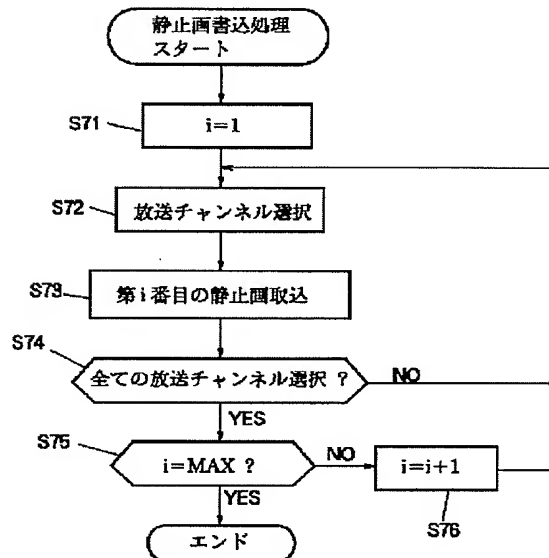 静止画書込処理
スタート
S71
i=1
S72
放送チャンネル選択
S73
第i番目の静止画取込
S74
全ての放送チャンネル選択 ?
NO
YES
S75
i=MAX ?
NO
i=i+1
S76
YES
エンド